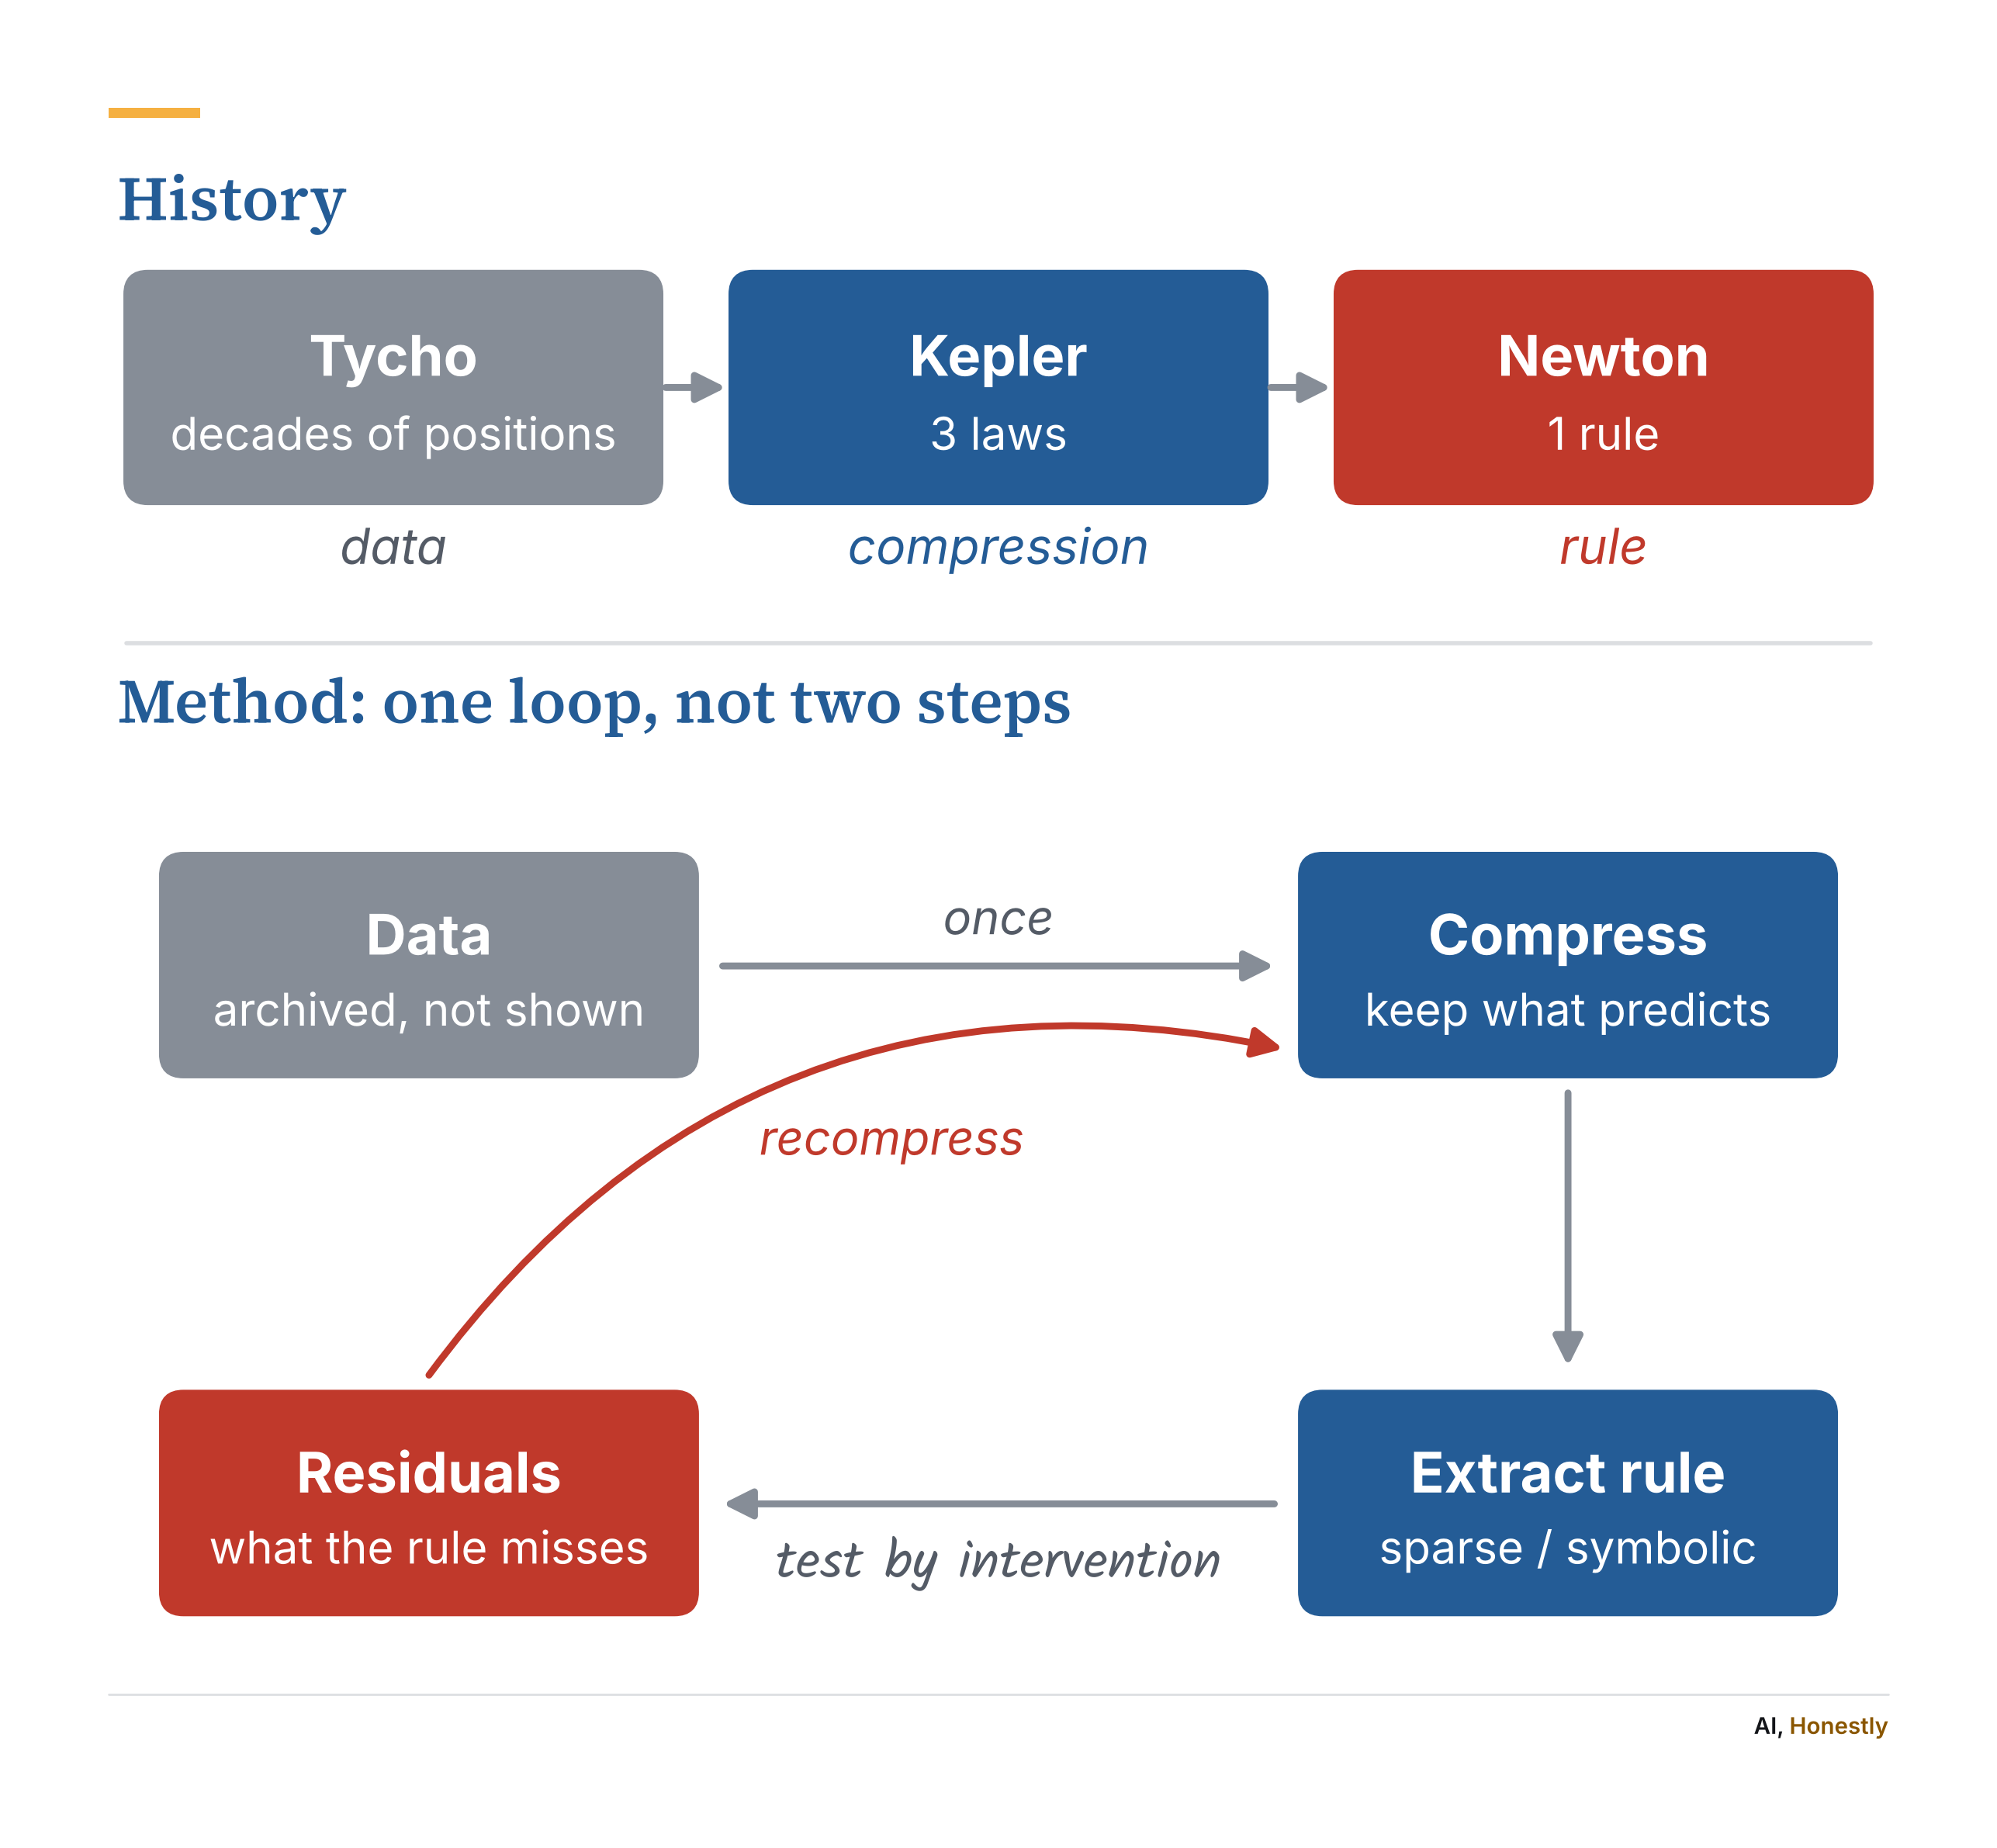 History
Tycho
decades of positions
data
Kepler
3 laws
compression
Newton
1 rule
rule
Method: one loop, not two steps
Data
archived, not shown
once
Compress
keep what predicts
recompress
Residuals
what the rule misses
test by intervention
Extract rule
sparse / symbolic
AI, Honestly